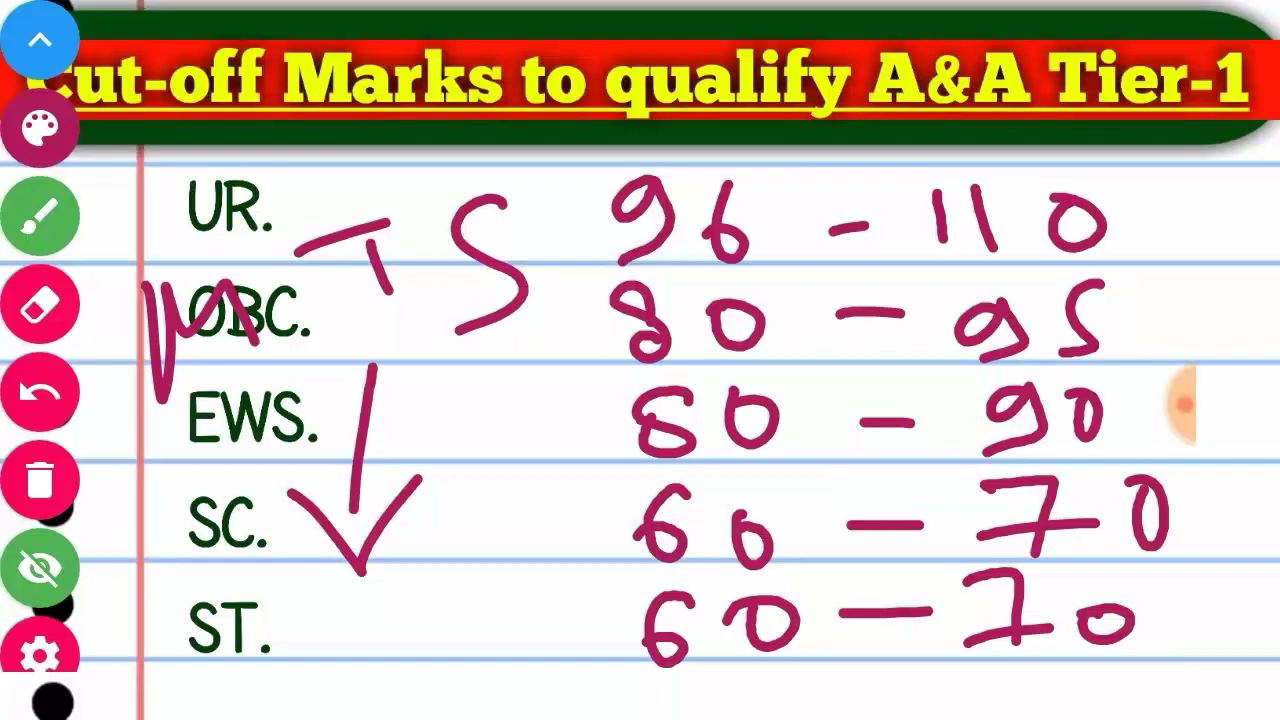 Cut-off Marks to qualify A&A Tier-1
UR. 96 - 110
MTS
OBC. 80 - 95
EWS. 80 - 90
SC. 60 - 70
ST. 60 - 70